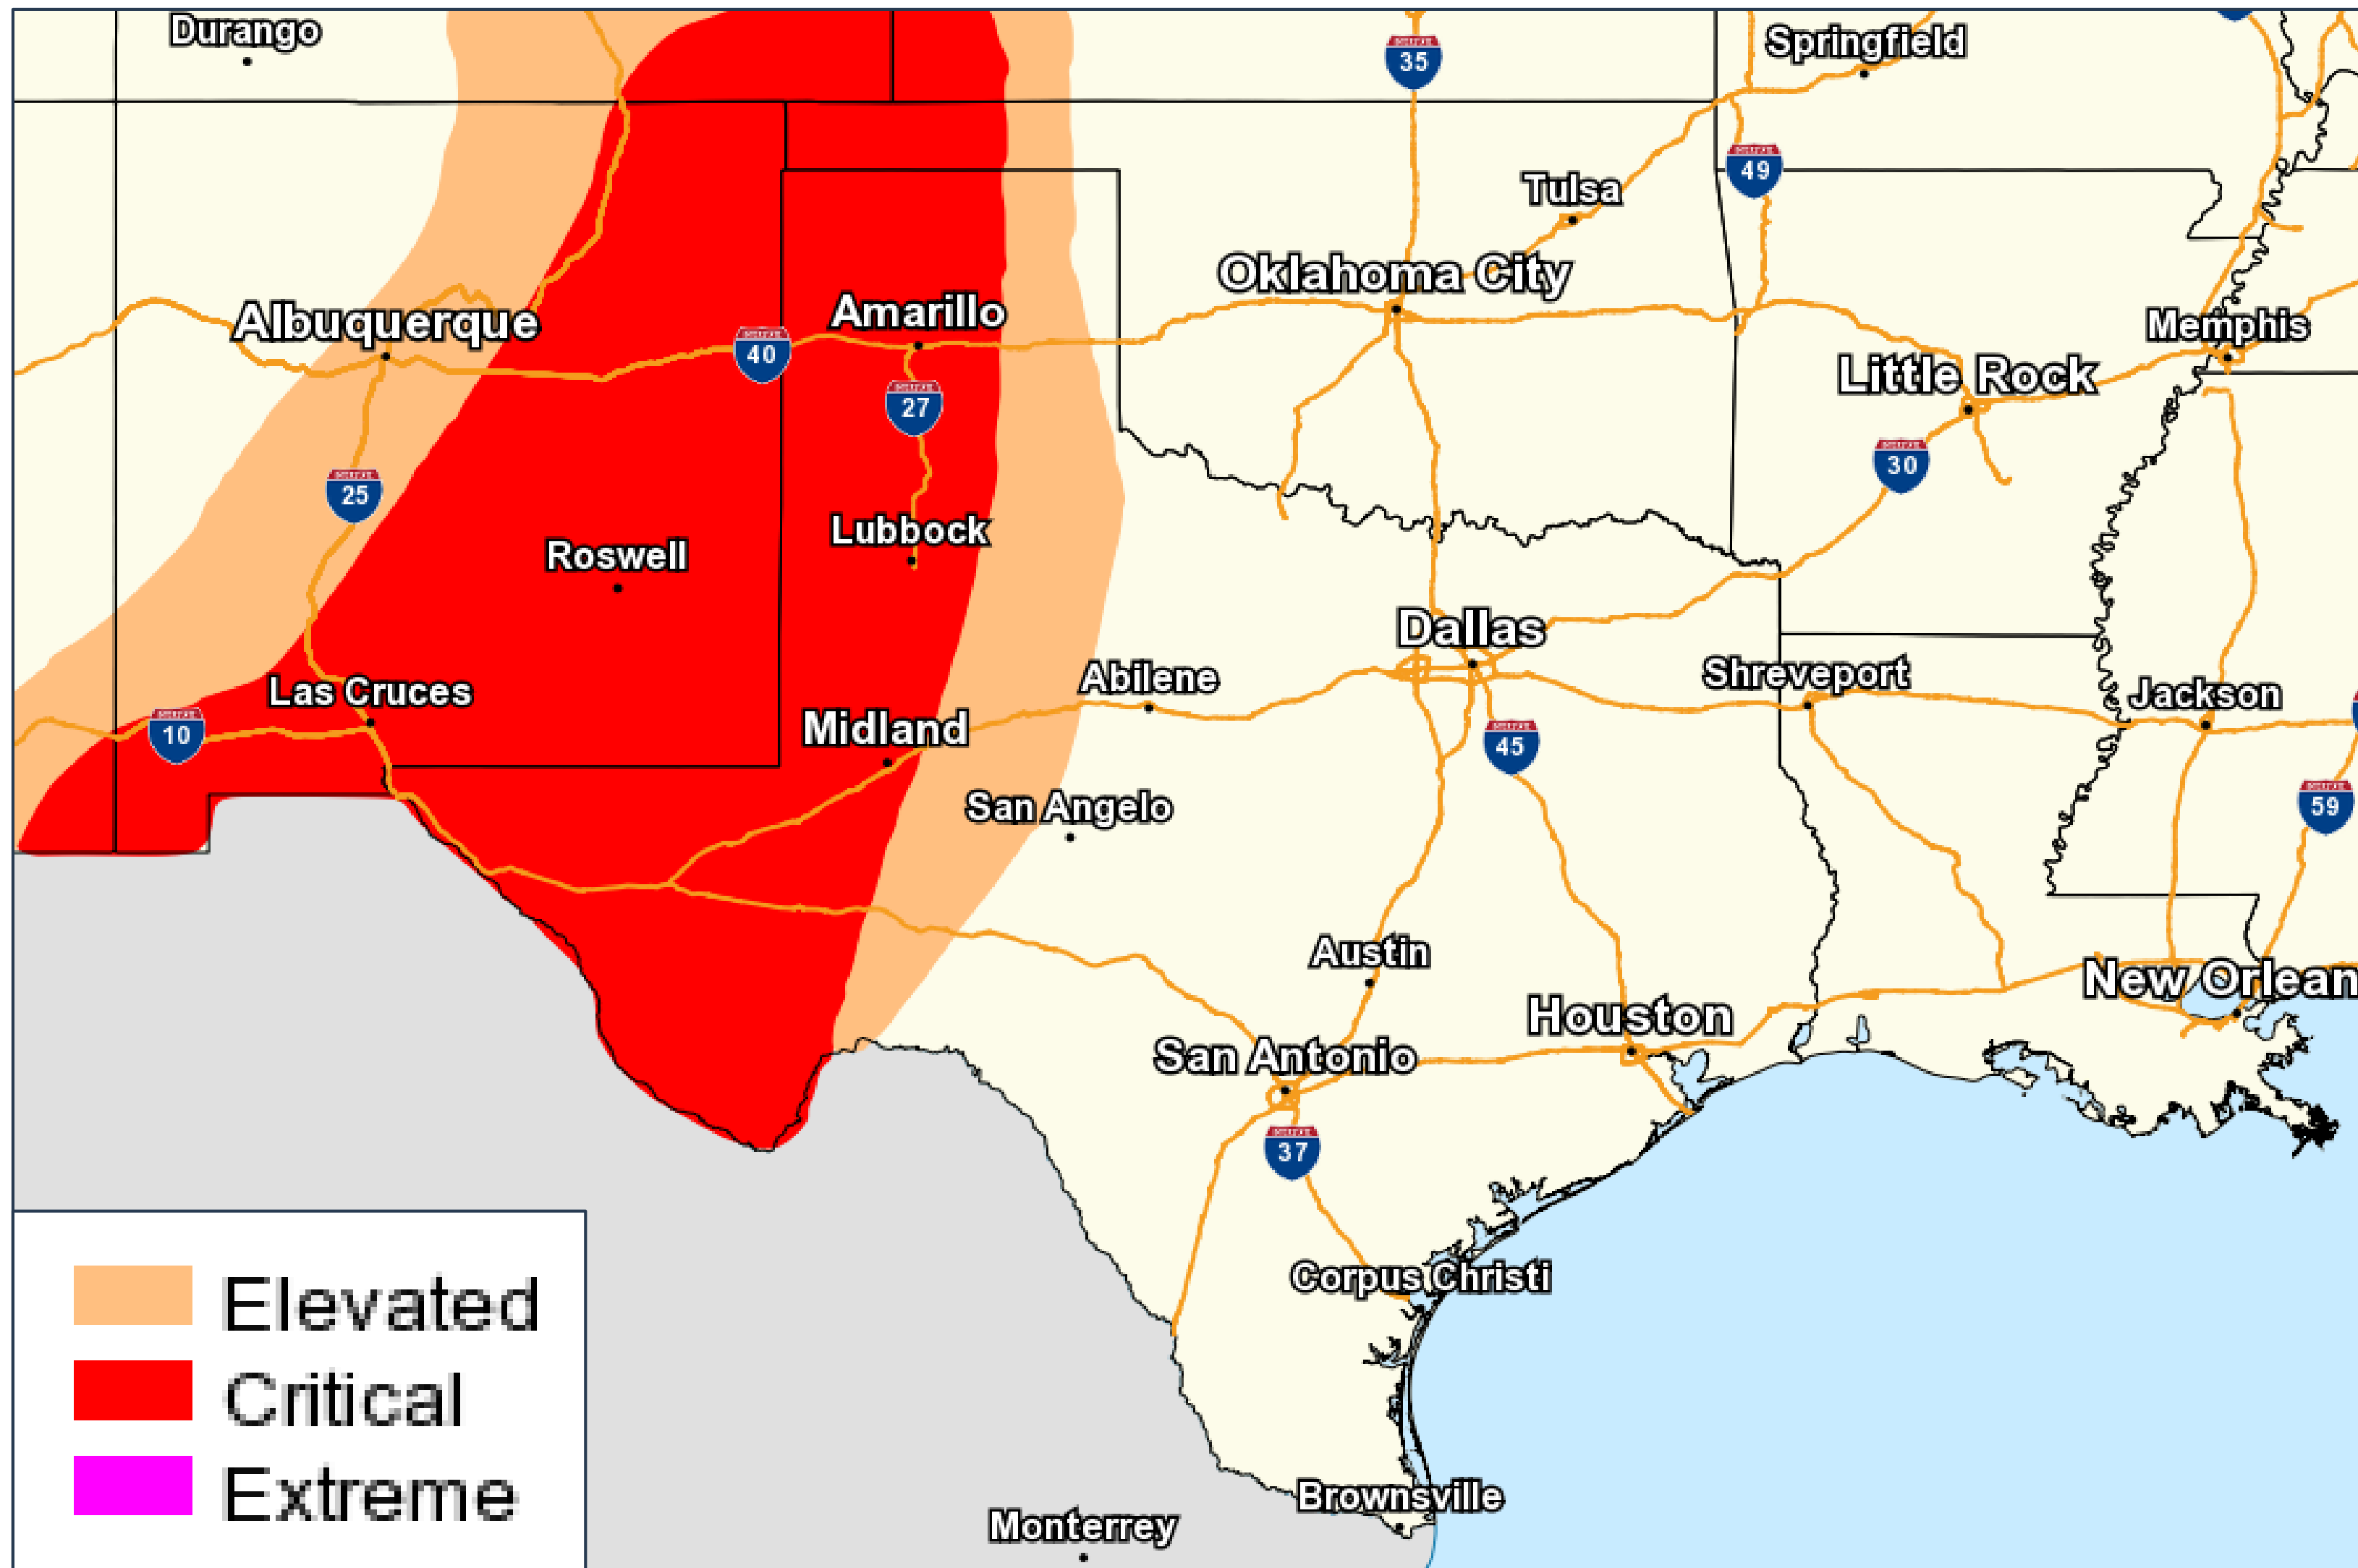 Durango
Springfield
35
49
Tulsa
Oklahoma City
Albuquerque
Amarillo
Memphis
40
Little Rock
27
30
25
Lubbock
Roswell
Dallas
Abilene
Shreveport
Las Cruces
Jackson
Midland
10
45
San Angelo
59
Austin
New Orlean
Houston
San Antonio
37
Corpus Christi
Elevated
Critical
Extreme
Brownsville
Monterrey